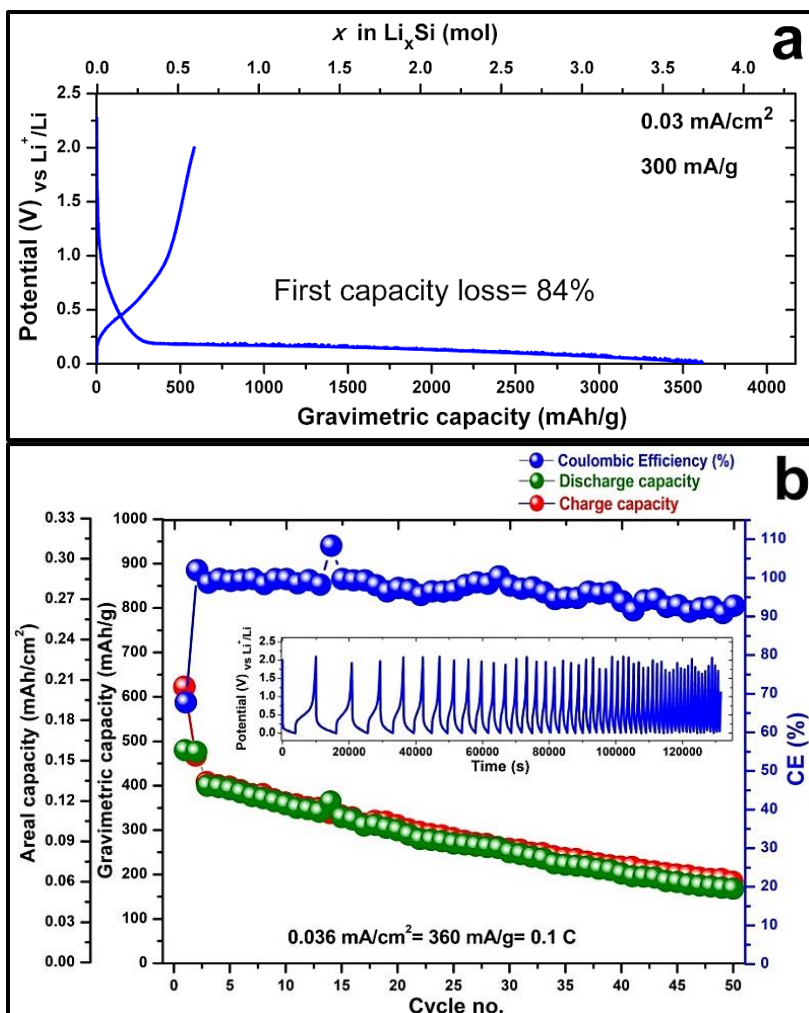 x in LixSi (mol)
a
0.0 0.5 1.0 1.5 2.0 2.5 3.0 3.5 4.0
2.5
2.0
1.5
1.0
0.5
0.0
Potential (V) vs Li+/Li
0.03 mA/cm2
300 mA/g
First capacity loss= 84%
0 500 1000 1500 2000 2500 3000 3500 4000
Gravimetric capacity (mAh/g)
b
Coulombic Efficiency (%)
Discharge capacity
Charge capacity
Areal capacity (mAh/cm2)
0.33
0.30
0.27
0.24
0.21
0.18
0.15
0.12
0.09
0.06
0.03
0.00
Gravimetric capacity (mAh/g)
1000
900
800
700
600
500
400
300
200
100
0
Potential (V) vs Li+/Li
2.5
2.0
1.5
1.0
0.5
0.0
0 20000 40000 60000 80000 100000 120000
Time (s)
110
100
90
80
70
60
50
40
30
20
10
0
CE (%)
0.036 mA/cm2= 360 mA/g= 0.1 C
0 5 10 15 20 25 30 35 40 45 50
Cycle no.